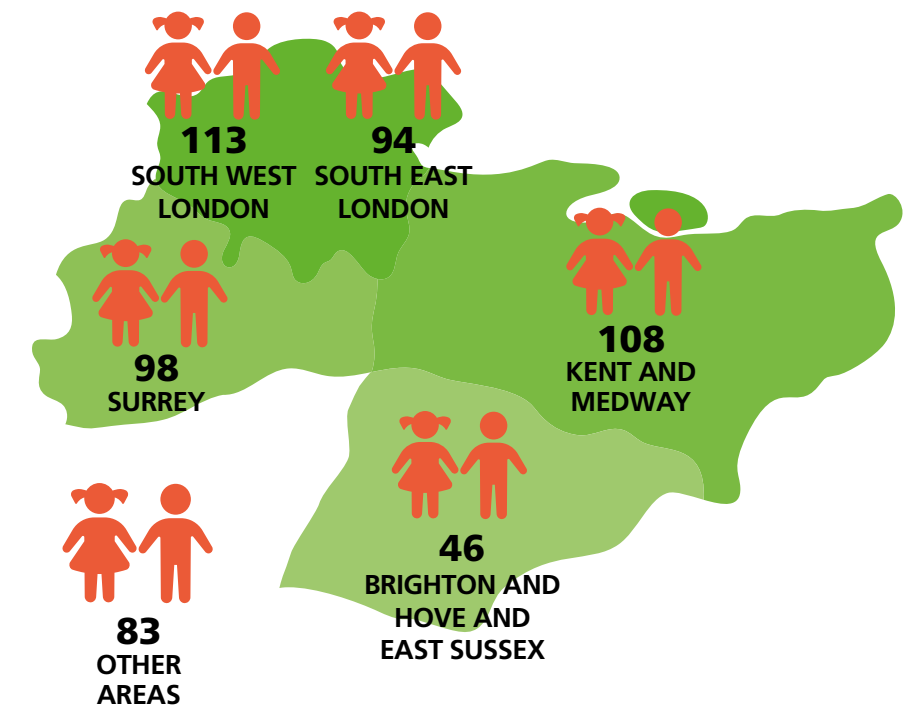 113
SOUTH WEST
LONDON
94
SOUTH EAST
LONDON
98
SURREY
108
KENT AND
MEDWAY
46
BRIGHTON AND
HOVE AND
EAST SUSSEX
83
OTHER
AREAS